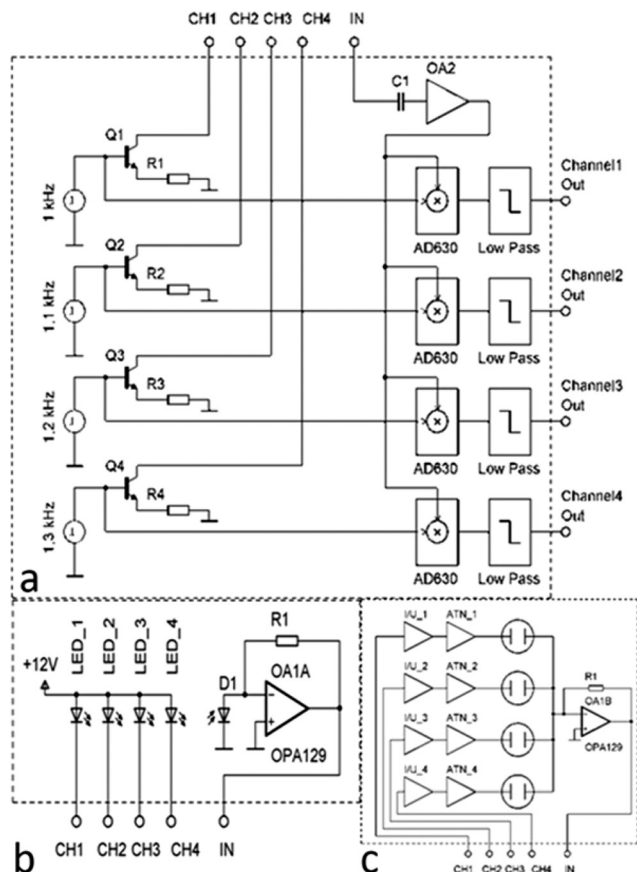 CH1 CH2 CH3 CH4 IN
C1 OA2
Q1
R1
1 kHz
AD630 Low Pass
Channel1
Out
Q2
R2
1,1 kHz
AD630 Low Pass
Channel2
Out
Q3
R3
1,2 kHz
AD630 Low Pass
Channel3
Out
Q4
R4
1,3 kHz
AD630 Low Pass
Channel4
Out
a
+12V
LED_1
LED_2
LED_3
LED_4
D1
R1
OA1A
OPA129
CH1 CH2 CH3 CH4 IN
b
I/U_1 ATN_1
I/U_2 ATN_2
I/U_3 ATN_3
I/U_4 ATN_4
R1
OA1B
OPA129
CH1 CH2 CH3 CH4 IN
c